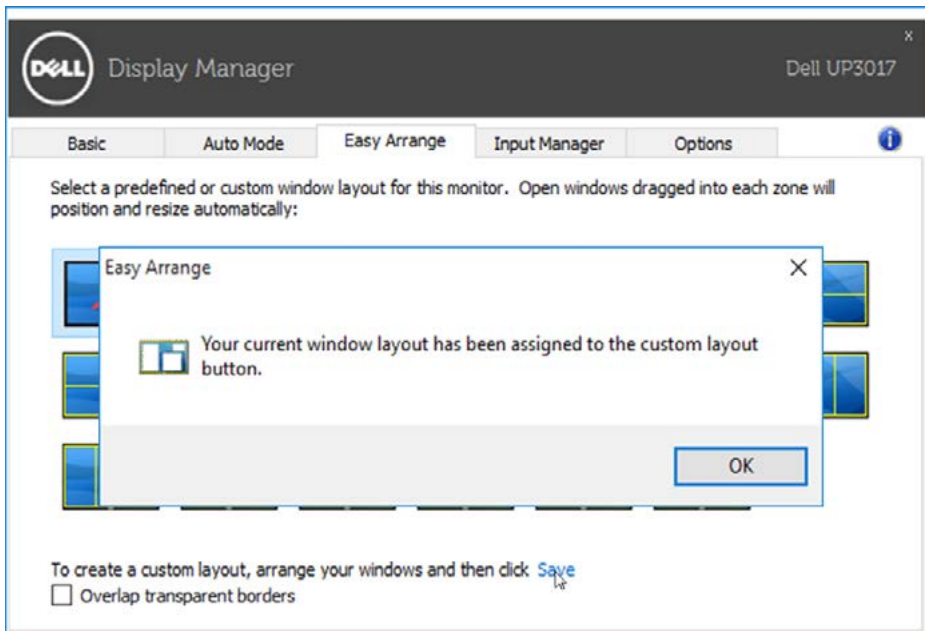 DELL Display Manager
x
Dell UP3017
Basic Auto Mode Easy Arrange Input Manager Options i
Select a predefined or custom window layout for this monitor. Open windows dragged into each zone will
position and resize automatically:
Easy Arrange
Your current window layout has been assigned to the custom layout
button.
OK
To create a custom layout, arrange your windows and then click Save
Overlap transparent borders